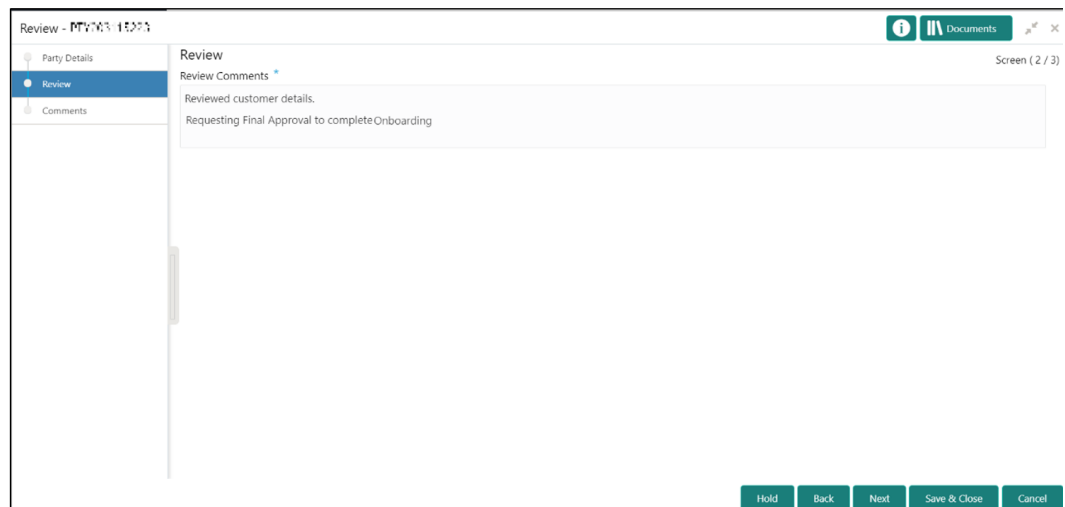 Review -
Documents
Party Details
Review
Comments
Review
Screen ( 2 / 3)
Review Comments *
Reviewed customer details.
Requesting Final Approval to complete Onboarding
Hold
Back
Next
Save & Close
Cancel